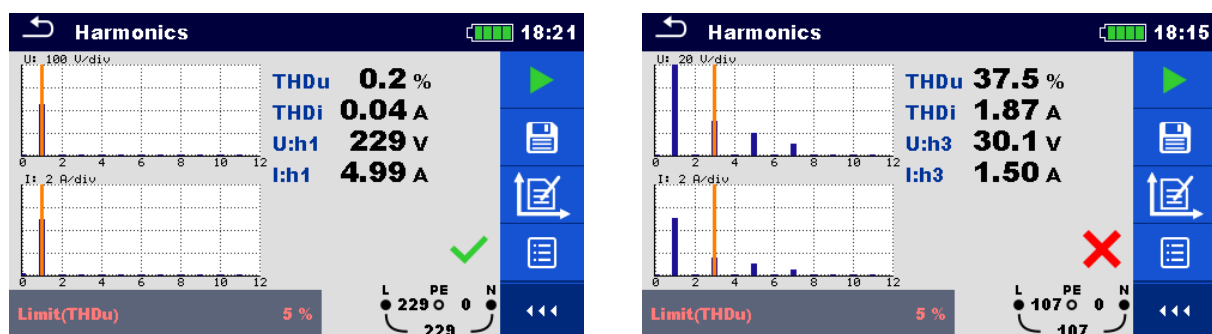 Harmonics 18:21
U: 100 V/div
0 2 4 6 8 10 12
I: 2 A/div
0 2 4 6 8 10 12
THDu 0.2 %
THDi 0.04 A
U:h1 229 V
I:h1 4.99 A
Limit(THDu) 5 %
L PE N
229 0
229
Harmonics 18:15
U: 20 V/div
0 2 4 6 8 10 12
I: 2 A/div
0 2 4 6 8 10 12
THDu 37.5 %
THDi 1.87 A
U:h3 30.1 V
I:h3 1.50 A
Limit(THDu) 5 %
L PE N
107 0
107